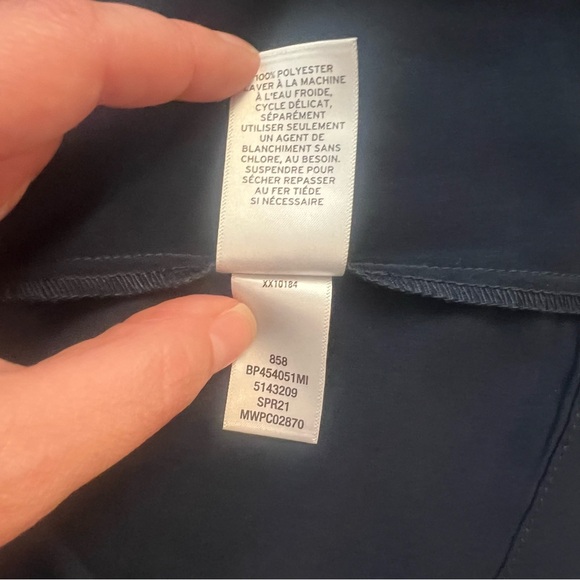 100% POLYESTER
LAVER À LA MACHINE
À L'EAU FROIDE,
CYCLE DÉLICAT,
SÉPARÉMENT
UTILISER SEULEMENT
UN AGENT DE
BLANCHIMENT SANS
CHLORE, AU BESOIN.
SUSPENDRE POUR
SÉCHER REPASSER
AU FER TIÉDE
SI NÉCESSAIRE
XX10184
858
BP454051MI
5143209
SPR21
MWPC02870